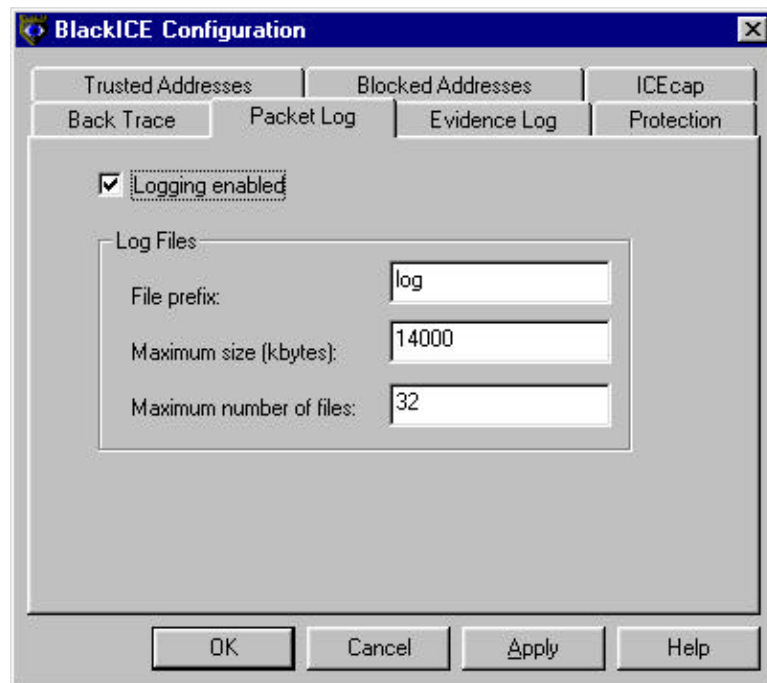 BlackICE Configuration
Trusted Addresses Blocked Addresses ICEcap
Back Trace Packet Log Evidence Log Protection
Logging enabled
Log Files
File prefix: log
Maximum size (kbytes): 14000
Maximum number of files: 32
OK Cancel Apply Help